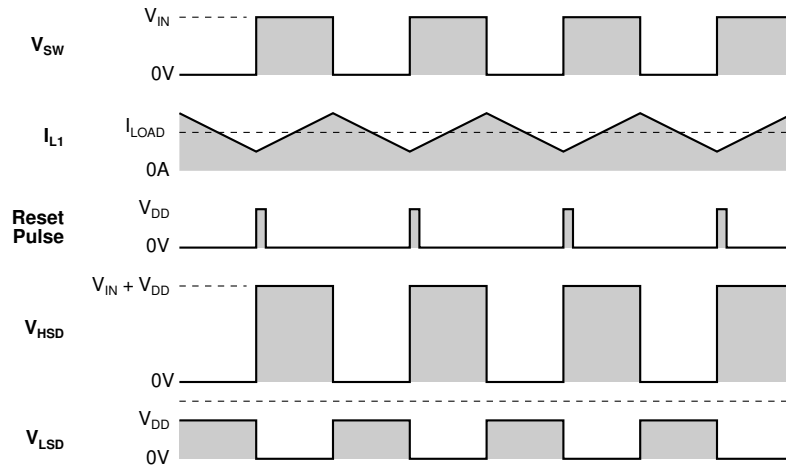 V_IN
V_SW
0V
I_LOAD
I_L1
0A
V_DD
Reset
Pulse
0V
V_IN + V_DD
V_HSD
0V
V_DD
V_LSD
0V